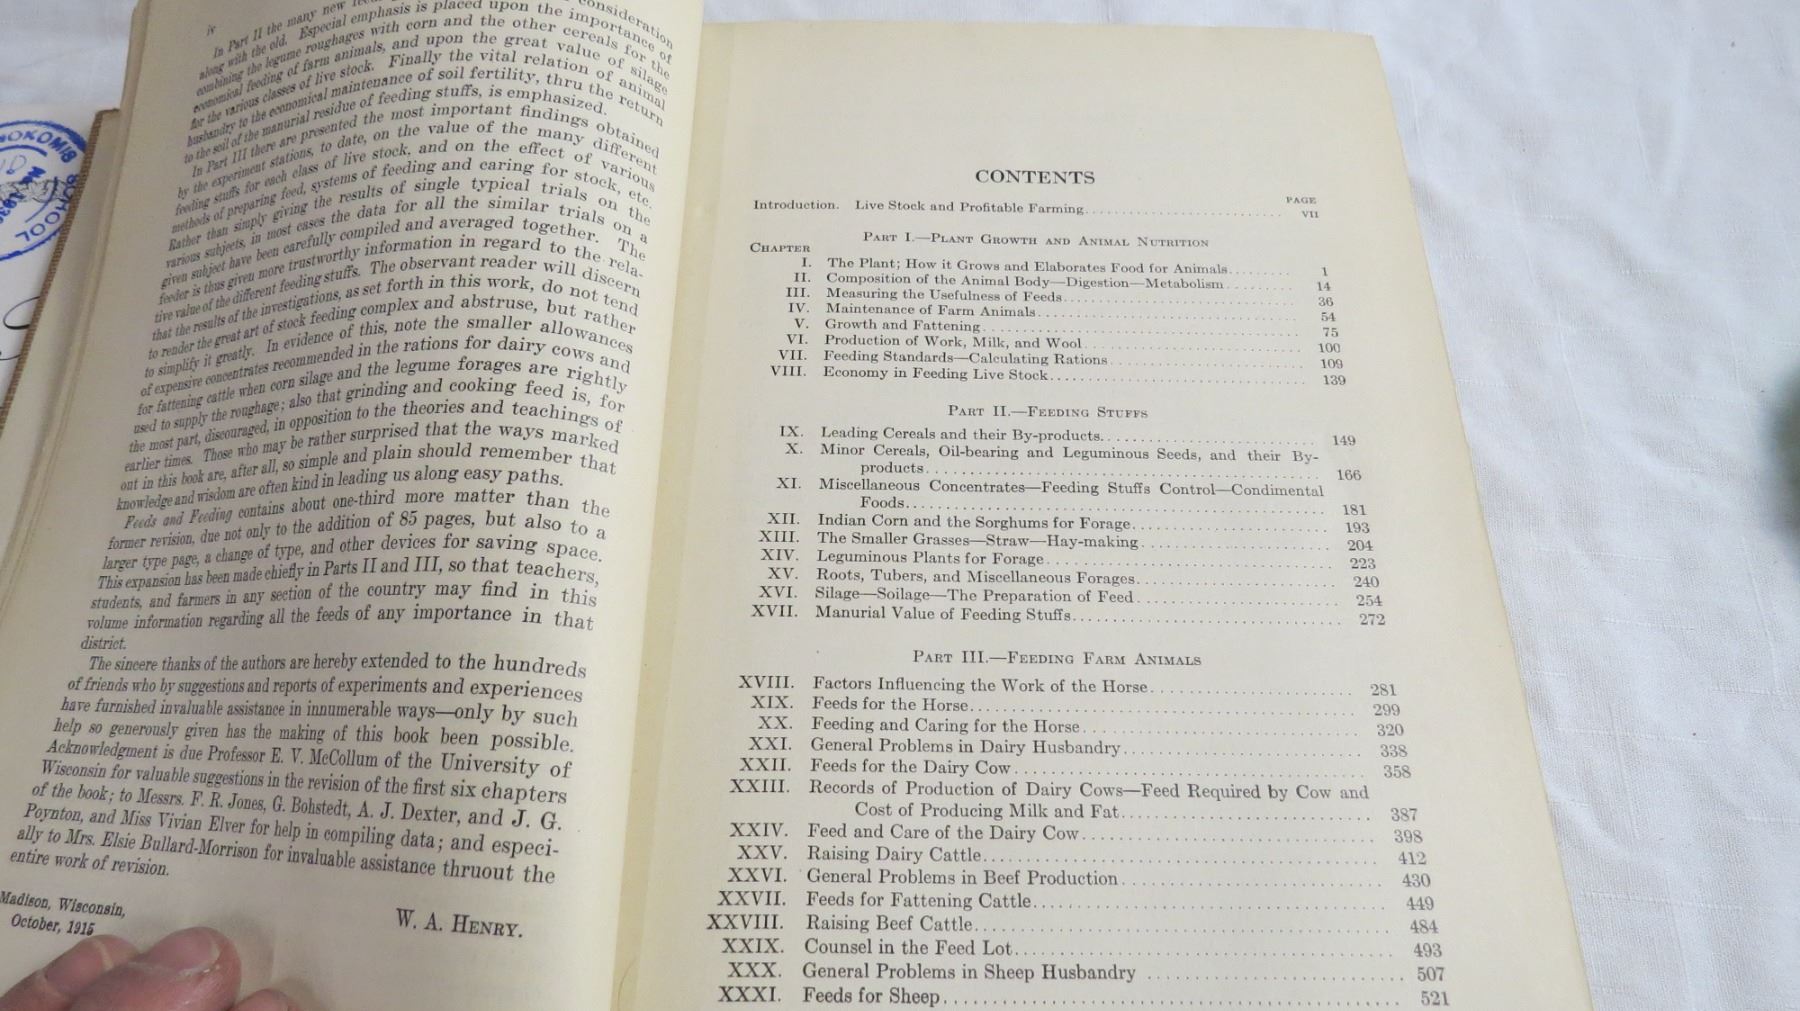 OKOMIS
SCHOOL
iv
In Part II the many new consideration
along with the old. Especial emphasis is placed upon the importance of
combining the legume roughages with corn and the other cereals for the
economical feeding of farm animals, and upon the great value of silage
for the various classes of live stock. Finally the vital relation of animal
husbandry to the economical maintenance of soil fertility, thru the return
to the soil of the manurial residue of feeding stuffs, is emphasized.
In Part III there are presented the most important findings obtained
by the experiment stations, to date, on the value of the many different
feeding stuffs for each class of live stock, and on the effect of various
methods of preparing feed, systems of feeding and caring for stock, etc.
Rather than simply giving the results of single typical trials on the
various subjects, in most cases the data for all the similar trials on a
given subject have been carefully compiled and averaged together. The
feeder is thus given more trustworthy information in regard to the rela-
tive value of the different feeding stuffs. The observant reader will discern
that the results of the investigations, as set forth in this work, do not tend
to render the great art of stock feeding complex and abstruse, but rather
to simplify it greatly. In evidence of this, note the smaller allowances
of expensive concentrates recommended in the rations for dairy cows and
for fattening cattle when corn silage and the legume forages are rightly
used to supply the roughage; also that grinding and cooking feed is, for
the most part, discouraged, in opposition to the theories and teachings of
earlier times. Those who may be rather surprised that the ways marked
out in this book are, after all, so simple and plain should remember that
knowledge and wisdom are often kind in leading us along easy paths.
Feeds and Feeding contains about one-third more matter than the
former revision, due not only to the addition of 85 pages, but also to a
larger type page, a change of type, and other devices for saving space.
This expansion has been made chiefly in Parts II and III, so that teachers,
students, and farmers in any section of the country may find in this
volume information regarding all the feeds of any importance in that
district.
The sincere thanks of the authors are hereby extended to the hundreds
of friends who by suggestions and reports of experiments and experiences
have furnished invaluable assistance in innumerable ways—only by such
help so generously given has the making of this book been possible.
Acknowledgment is due Professor E. V. McCollum of the University of
Wisconsin for valuable suggestions in the revision of the first six chapters
of the book; to Messrs. F. R. Jones, G. Bohstedt, A. J. Dexter, and J. G.
Poynton, and Miss Vivian Elver for help in compiling data; and especi-
ally to Mrs. Elsie Bullard-Morrison for invaluable assistance thruout the
entire work of revision.
Madison, Wisconsin,
October, 1915
W. A. HENRY.
CONTENTS
PAGE
Introduction. Live Stock and Profitable Farming. VII
PART I.—PLANT GROWTH AND ANIMAL NUTRITION
CHAPTER
I. The Plant; How it Grows and Elaborates Food for Animals. 1
II. Composition of the Animal Body—Digestion—Metabolism 14
III. Measuring the Usefulness of Feeds 36
IV. Maintenance of Farm Animals 54
V. Growth and Fattening 75
VI. Production of Work, Milk, and Wool 100
VII. Feeding Standards—Calculating Rations 109
VIII. Economy in Feeding Live Stock 139
PART II.—FEEDING STUFFS
IX. Leading Cereals and their By-products 149
X. Minor Cereals, Oil-bearing and Leguminous Seeds, and their By-
products 166
XI. Miscellaneous Concentrates—Feeding Stuffs Control—Condimental
Foods 181
XII. Indian Corn and the Sorghums for Forage 193
XIII. The Smaller Grasses—Straw—Hay-making 204
XIV. Leguminous Plants for Forage 223
XV. Roots, Tubers, and Miscellaneous Forages 240
XVI. Silage—Soilage—The Preparation of Feed 254
XVII. Manurial Value of Feeding Stuffs 272
PART III.—FEEDING FARM ANIMALS
XVIII. Factors Influencing the Work of the Horse 281
XIX. Feeds for the Horse 299
XX. Feeding and Caring for the Horse 320
XXI. General Problems in Dairy Husbandry 338
XXII. Feeds for the Dairy Cow 358
XXIII. Records of Production of Dairy Cows—Feed Required by Cow and
Cost of Producing Milk and Fat 387
XXIV. Feed and Care of the Dairy Cow 398
XXV. Raising Dairy Cattle 412
XXVI. General Problems in Beef Production 430
XXVII. Feeds for Fattening Cattle 449
XXVIII. Raising Beef Cattle 484
XXIX. Counsel in the Feed Lot 493
XXX. General Problems in Sheep Husbandry 507
XXXI. Feeds for Sheep 521